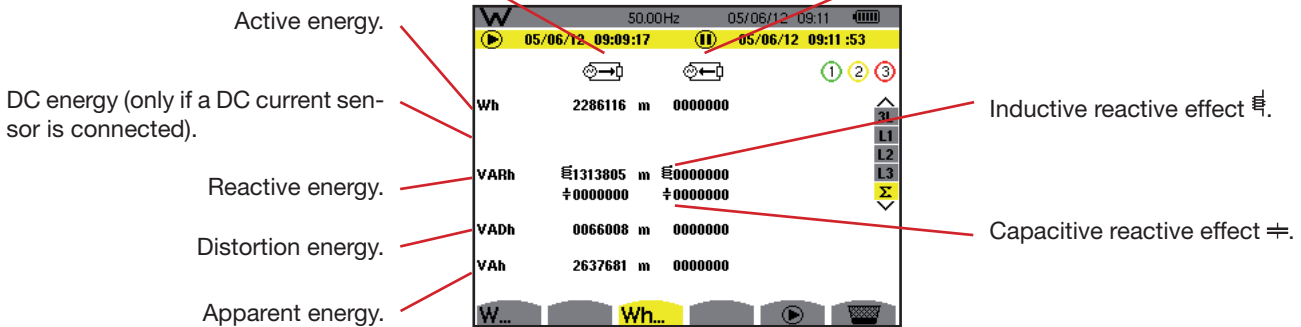 W 50.00Hz 05/06/12 09:11
05/06/12 09:09:17 05/06/12 09:11:53
1 2 3
Active energy.
DC energy (only if a DC current sen-
sor is connected).
Reactive energy.
Distortion energy.
Apparent energy.
Wh 2286116 m 0000000
VARh 1313805 m 0000000
0000000 0000000
VADh 0066008 m 0000000
VAh 2637681 m 0000000
3L
L1
L2
L3
Σ
Inductive reactive effect .
Capacitive reactive effect .
W... Wh...